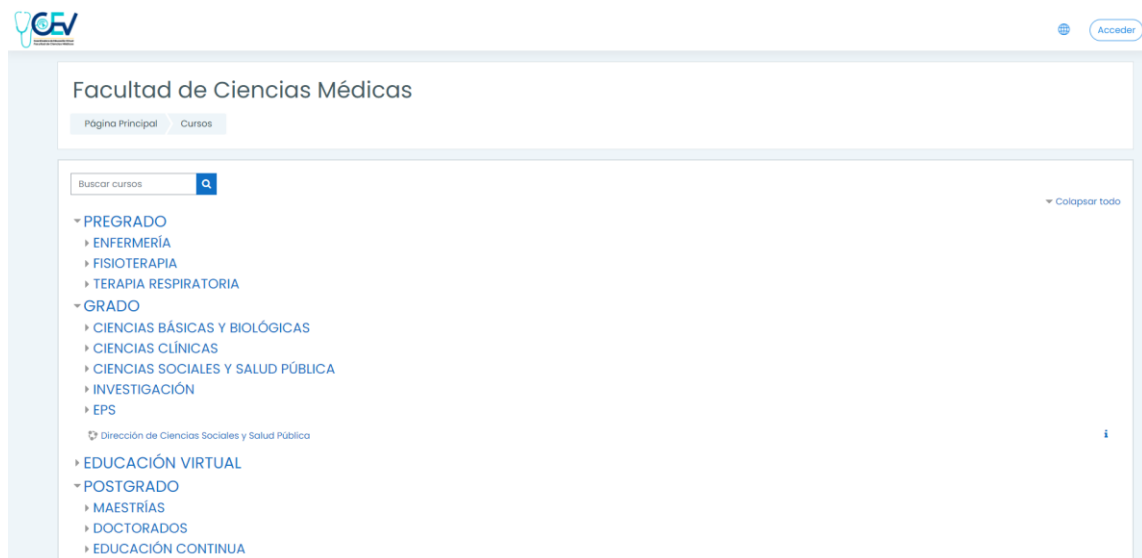 CEV
Acceder
Facultad de Ciencias Médicas
Página Principal
Cursos
Buscar cursos
Colapsar todo
PREGRADO
ENFERMERÍA
FISIOTERAPIA
TERAPIA RESPIRATORIA
GRADO
CIENCIAS BÁSICAS Y BIOLÓGICAS
CIENCIAS CLÍNICAS
CIENCIAS SOCIALES Y SALUD PÚBLICA
INVESTIGACIÓN
EPS
Dirección de Ciencias Sociales y Salud Pública
EDUCACIÓN VIRTUAL
POSTGRADO
MAESTRÍAS
DOCTORADOS
EDUCACIÓN CONTINUA